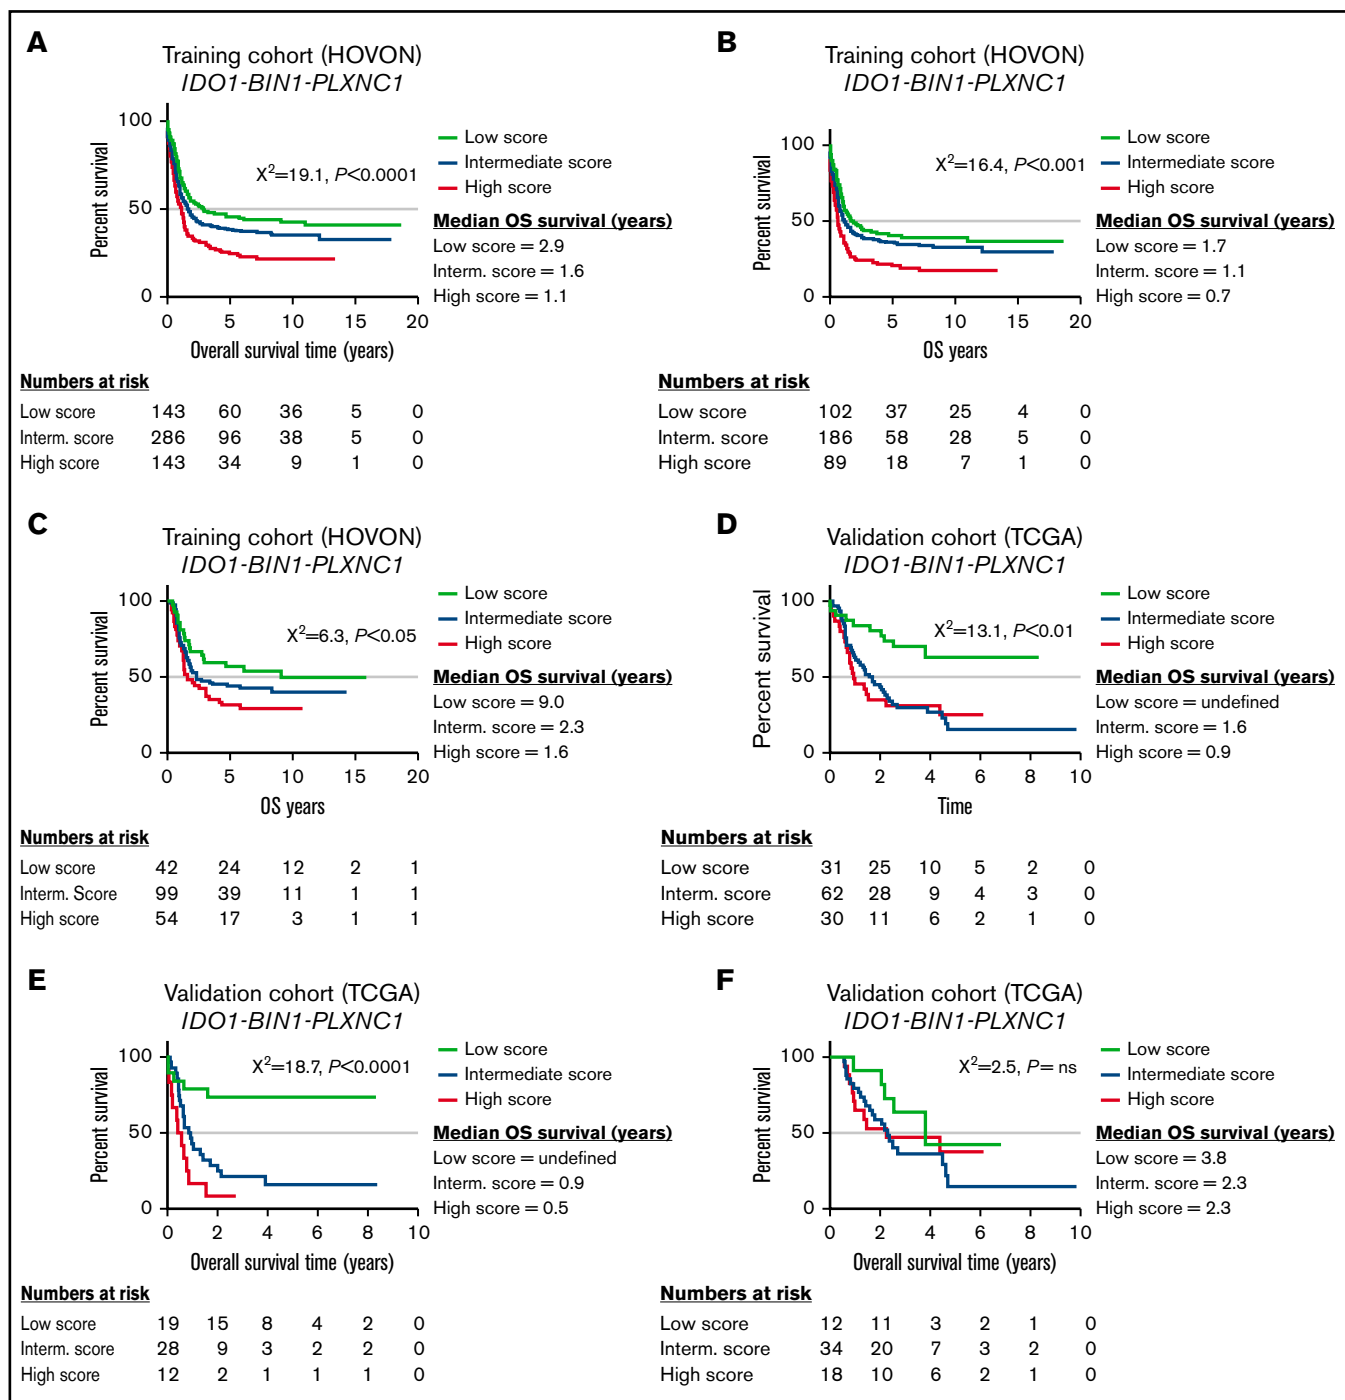 A
Training cohort (HOVON)
IDO1-BIN1-PLXNC1
Percent survival
100
50
0
0 5 10 15 20
Overall survival time (years)
X²=19.1, P<0.0001
Low score
Intermediate score
High score
Median OS survival (years)
Low score = 2.9
Interm. score = 1.6
High score = 1.1
Numbers at risk
Low score 143 60 36 5 0
Interm. score 286 96 38 5 0
High score 143 34 9 1 0
B
Training cohort (HOVON)
IDO1-BIN1-PLXNC1
Percent survival
100
50
0
0 5 10 15 20
OS years
X²=16.4, P<0.001
Low score
Intermediate score
High score
Median OS survival (years)
Low score = 1.7
Interm. score = 1.1
High score = 0.7
Numbers at risk
Low score 102 37 25 4 0
Interm. score 186 58 28 5 0
High score 89 18 7 1 0
C
Training cohort (HOVON)
IDO1-BIN1-PLXNC1
Percent survival
100
50
0
0 5 10 15 20
OS years
X²=6.3, P<0.05
Low score
Intermediate score
High score
Median OS survival (years)
Low score = 9.0
Interm. score = 2.3
High score = 1.6
Numbers at risk
Low score 42 24 12 2 1
Interm. Score 99 39 11 1 1
High score 54 17 3 1 1
D
Validation cohort (TCGA)
IDO1-BIN1-PLXNC1
Percent survival
100
50
0
0 2 4 6 8 10
Time
X²=13.1, P<0.01
Low score
Intermediate score
High score
Median OS survival (years)
Low score = undefined
Interm. score = 1.6
High score = 0.9
Numbers at risk
Low score 31 25 10 5 2 0
Interm. score 62 28 9 4 3 0
High score 30 11 6 2 1 0
E
Validation cohort (TCGA)
IDO1-BIN1-PLXNC1
Percent survival
100
50
0
0 2 4 6 8 10
Overall survival time (years)
X²=18.7, P<0.0001
Low score
Intermediate score
High score
Median OS survival (years)
Low score = undefined
Interm. score = 0.9
High score = 0.5
Numbers at risk
Low score 19 15 8 4 2 0
Interm. score 28 9 3 2 2 0
High score 12 2 1 1 1 0
F
Validation cohort (TCGA)
IDO1-BIN1-PLXNC1
Percent survival
100
50
0
0 2 4 6 8 10
Overall survival time (years)
X²=2.5, P= ns
Low score
Intermediate score
High score
Median OS survival (years)
Low score = 3.8
Interm. score = 2.3
High score = 2.3
Numbers at risk
Low score 12 11 3 2 1 0
Interm. score 34 20 7 3 2 0
High score 18 10 6 2 1 0